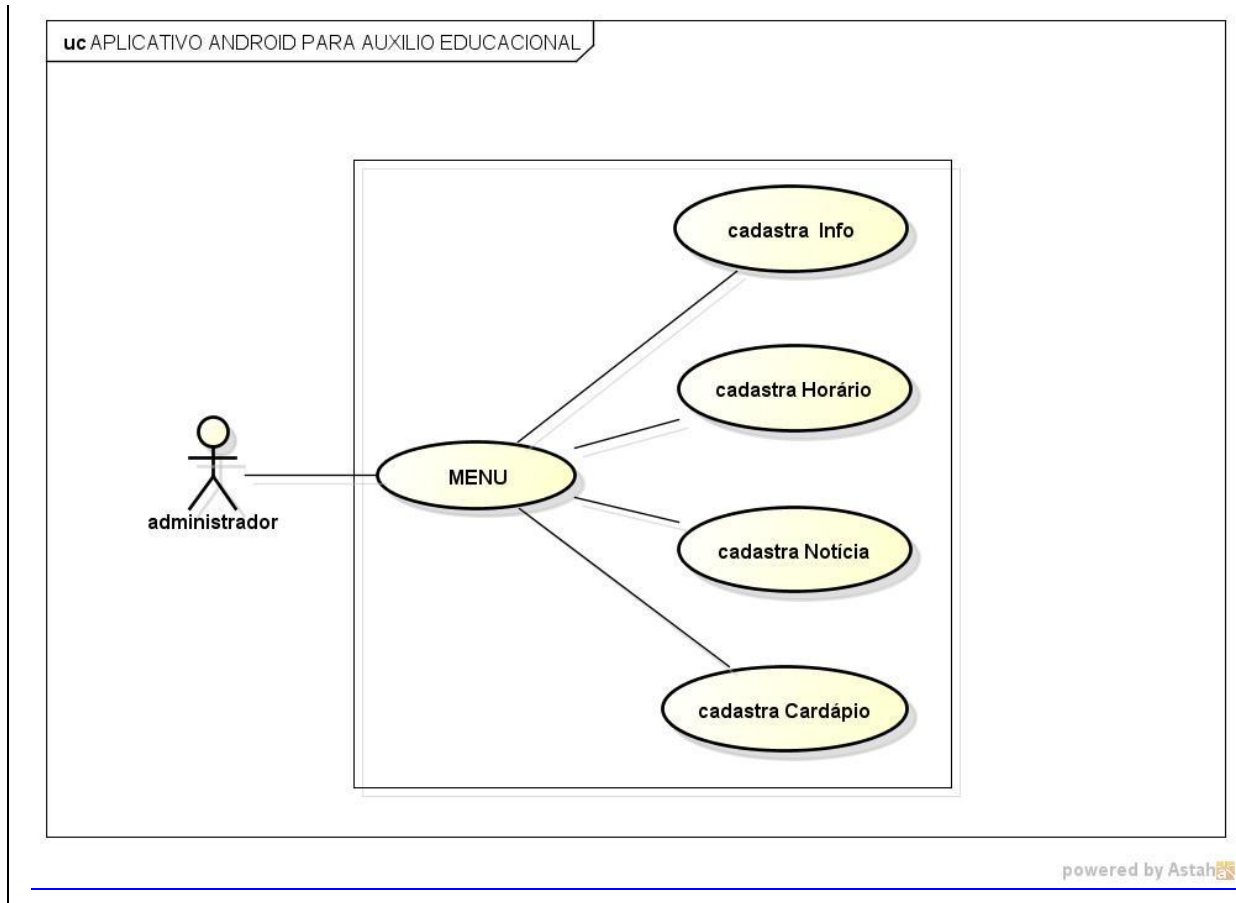 uc APLICATIVO ANDROID PARA AUXILIO EDUCACIONAL
cadastra Info
cadastra Horário
MENU
administrador
cadastra Notícia
cadastra Cardápio
powered by Astah